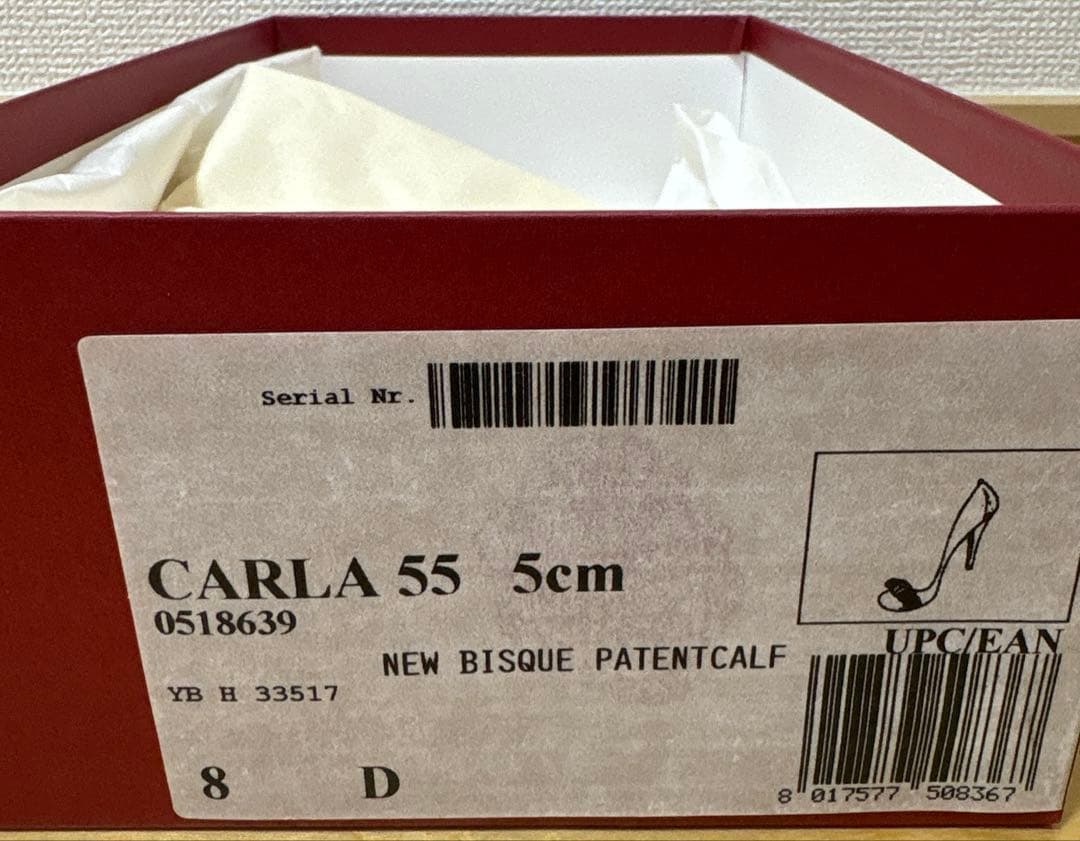 Serial Nr.
CARLA 55 5cm
0518639
UPC/EAN
NEW BISQUE PATENTCALF
YB H 33517
8 D
8 017577 508367